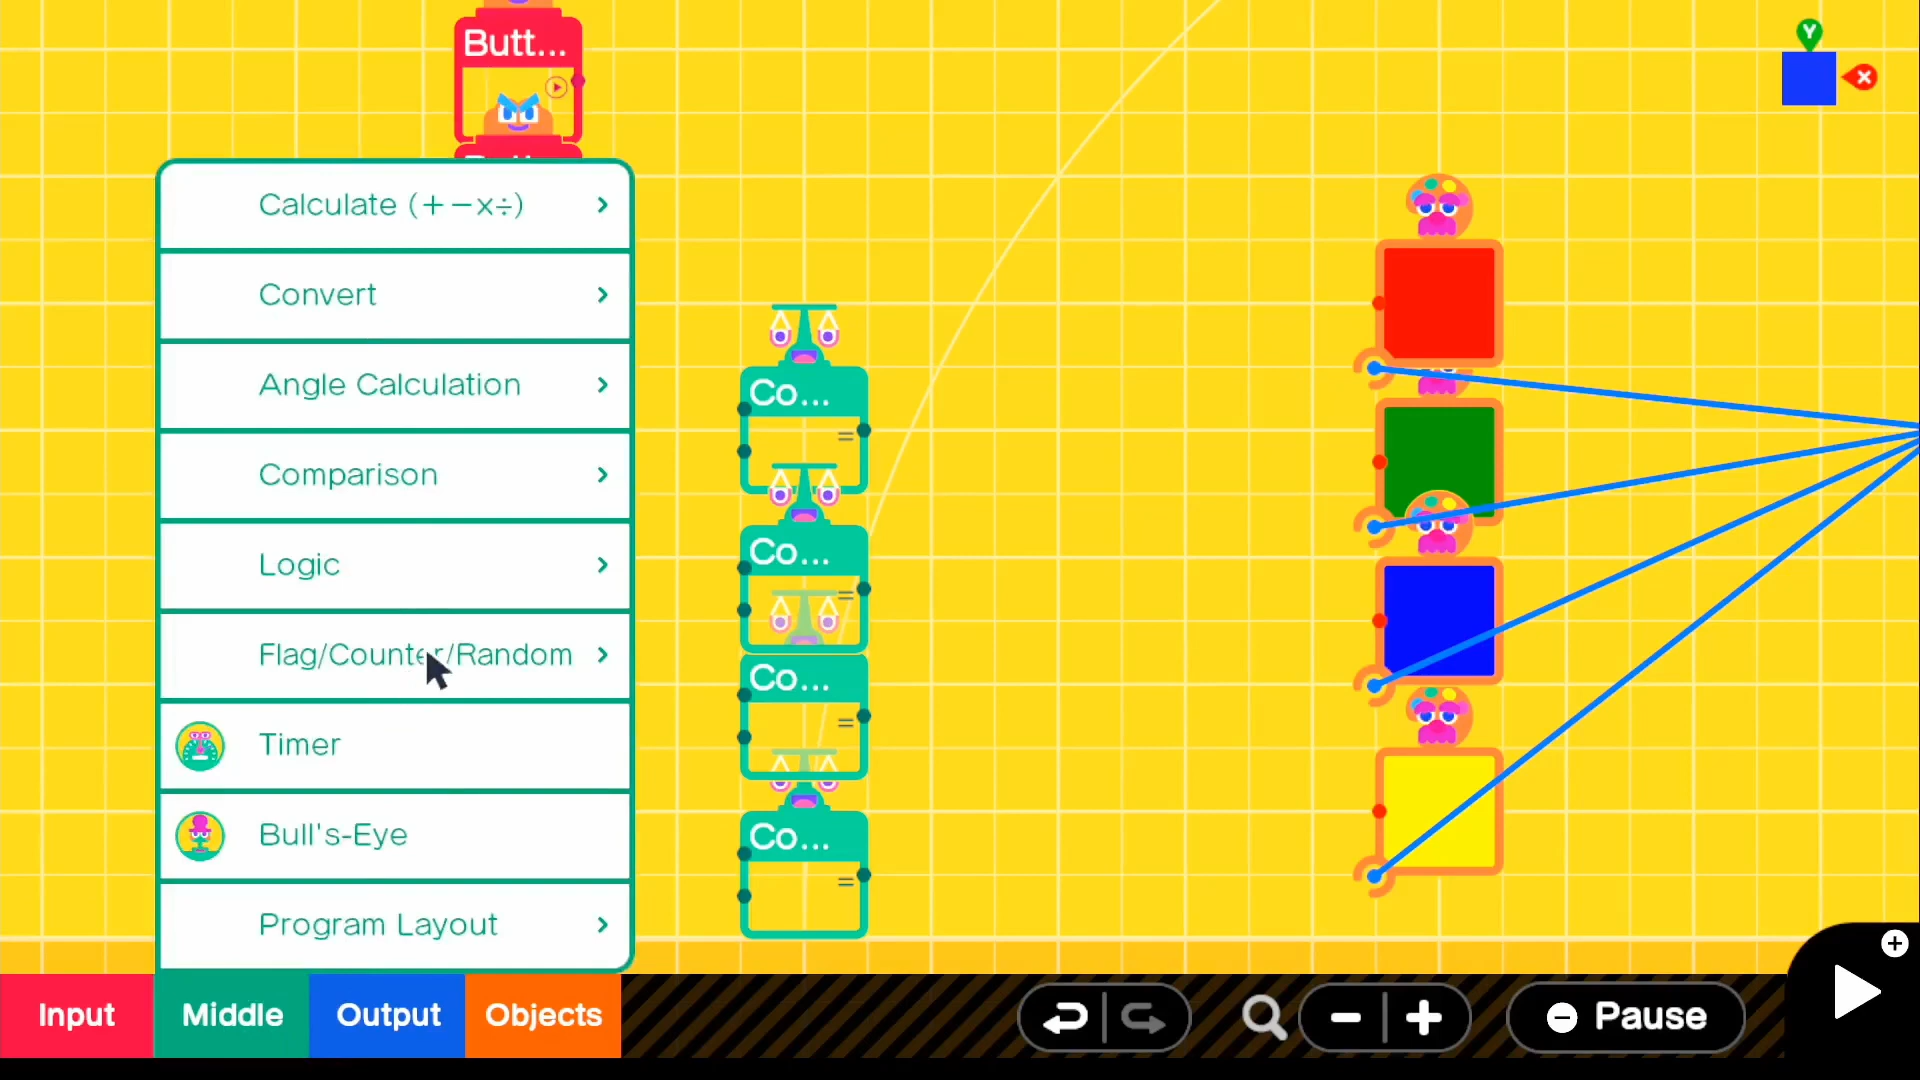 Butt...
Y
X
Calculate (+−x÷)
Convert
Angle Calculation
Comparison
Logic
Flag/Counter/Random
Timer
Bull's-Eye
Program Layout
Co...
=
Co...
=
Co...
=
Co...
=
Input
Middle
Output
Objects
Pause